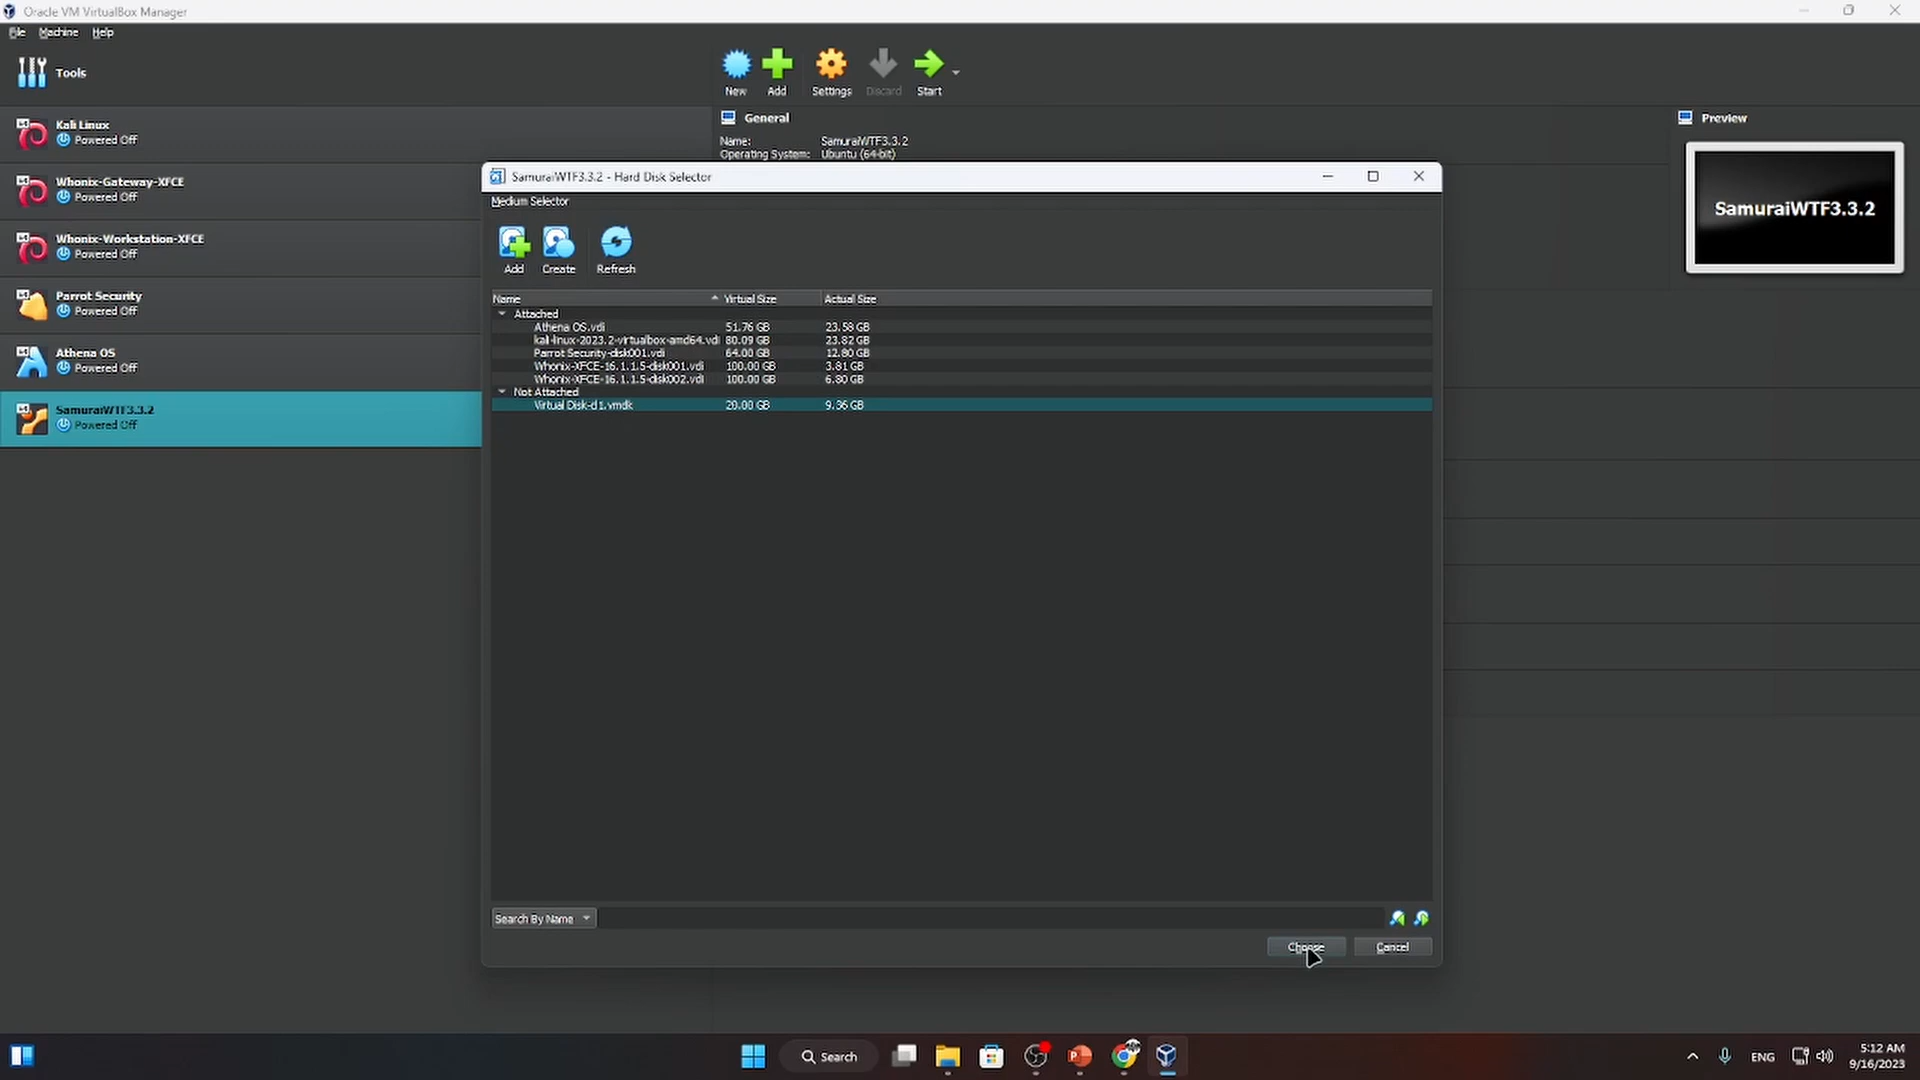 Oracle VM VirtualBox Manager
File Machine Help
Tools
New Add Settings Discard Start
Kali Linux
Powered Off
Whonix-Gateway-XFCE
Powered Off
Whonix-Workstation-XFCE
Powered Off
Parrot Security
Powered Off
Athena OS
Powered Off
SamuraiWTF3.3.2
Powered Off
General
Name: SamuraiWTF3.3.2
Operating System: Ubuntu (64-bit)
Preview
SamuraiWTF3.3.2
SamuraiWTF3.3.2 - Hard Disk Selector
Medium Selector
Add Create Refresh
Name Virtual Size Actual Size
Attached
Athena OS.vdi 51.76 GB 23.58 GB
kali-linux-2023.2-virtualbox-amd64.vdi 80.09 GB 23.82 GB
Parrot Security-disk001.vdi 64.00 GB 12.80 GB
Whonix-XFCE-16.1.1.5-disk001.vdi 100.00 GB 3.81 GB
Whonix-XFCE-16.1.1.5-disk002.vdi 100.00 GB 6.80 GB
Not Attached
Virtual Disk-d1.vmdk 20.00 GB 9.36 GB
Search By Name
Choose Cancel
Search
ENG
5:12 AM
9/16/2023